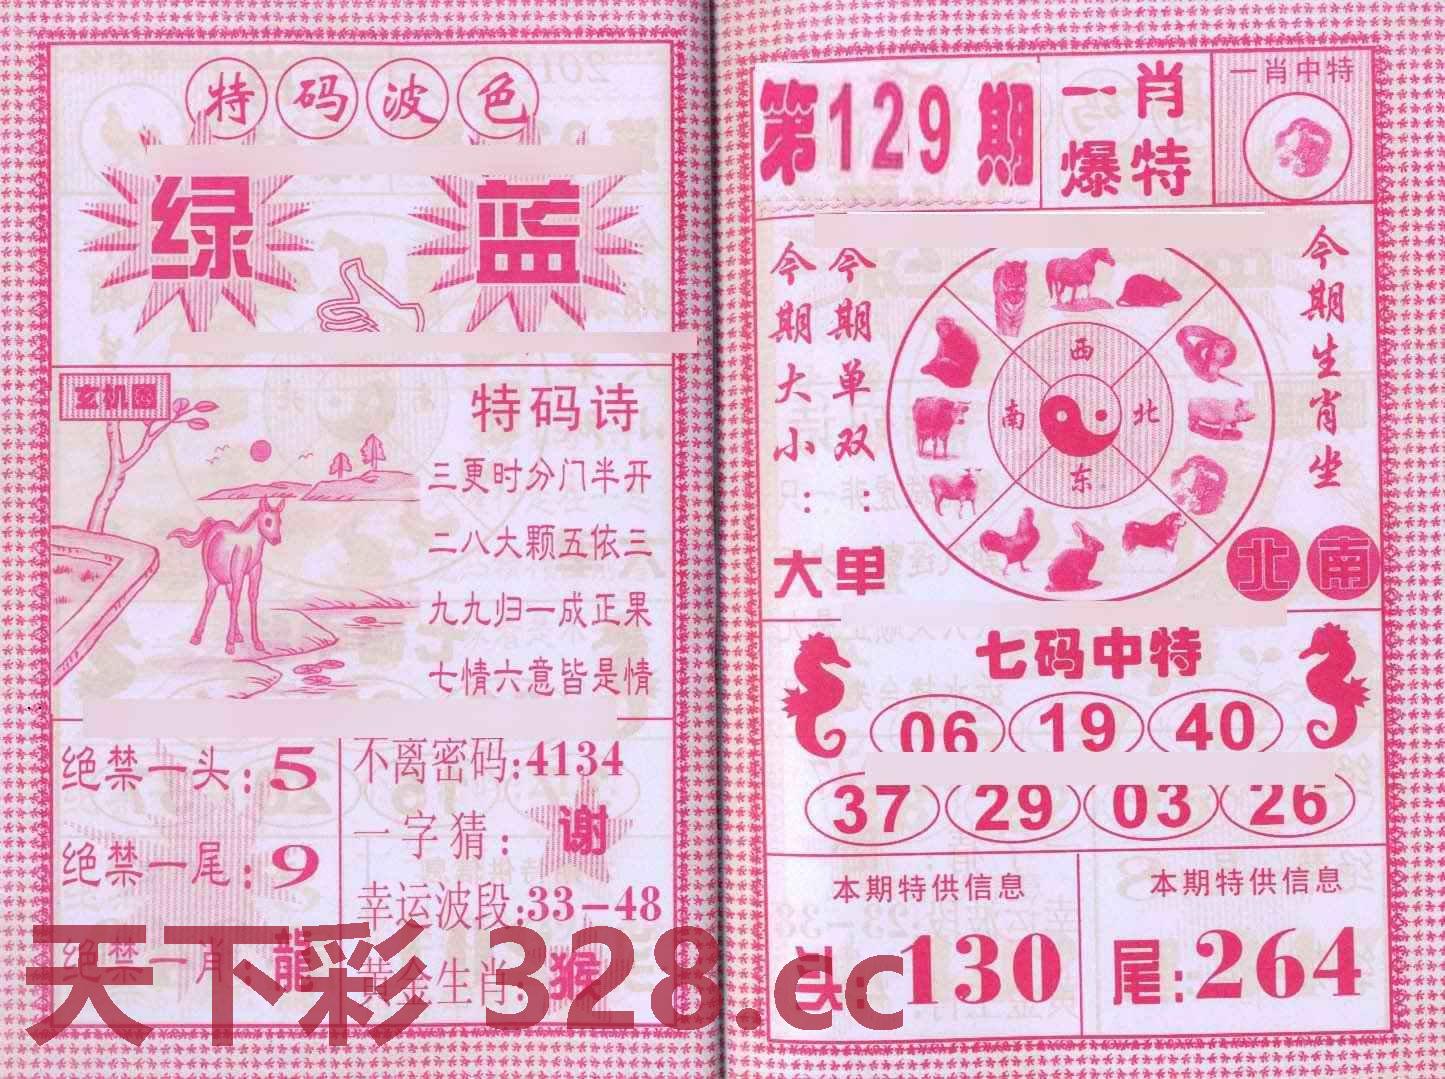 特码波色
绿 蓝
玄机图
特码诗
三更时分门半开
二八大颗五依三
九九归一成正果
七情六意皆是情
绝禁一头:5
绝禁一尾:9
绝禁一肖:龍
不离密码:4134
一字猜:谢
幸运波段:33-48
黄金生肖:猴
第129期
一肖
爆特
一肖中特
今期大小:大
今期单双:单
西
南 北
东
今期生肖坐
北 南
七码中特
06 19 40
37 29 03 26
本期特供信息
头:130
本期特供信息
尾:264
天下彩 328.cc